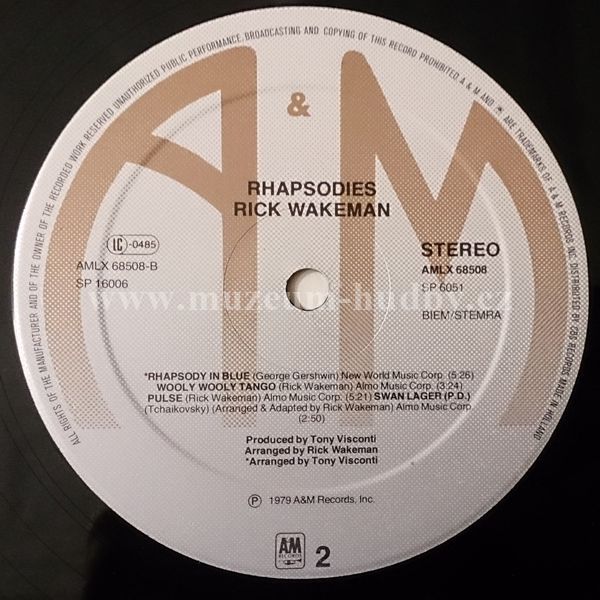 ALL RIGHTS OF THE MANUFACTURER AND OF THE OWNER OF THE RECORDED WORK RESERVED UNAUTHORIZED PUBLIC PERFORMANCE, BROADCASTING AND COPYING OF THIS RECORD PROHIBITED A & M AND ARE TRADEMARKS OF A & M RECORDS INC. DISTRIBUTED BY CBS RECORDS MADE IN HOLLAND
A & M
RHAPSODIES
RICK WAKEMAN
LC-0485
AMLX 68508-B
SP 16006
STEREO
AMLX 68508
SP 6051
BIEM/STEMRA
www.muzeum-hudby.cz
*RHAPSODY IN BLUE (George Gershwin) New World Music Corp. (5:26)
WOOLY WOOLY TANGO (Rick Wakeman) Almo Music Corp. (3:24)
PULSE (Rick Wakeman) Almo Music Corp. (5:21) SWAN LAGER (P.D.)
(Tchaikovsky) (Arranged & Adapted by Rick Wakeman) Almo Music Corp.
(2:50)
Produced by Tony Visconti
Arranged by Rick Wakeman
*Arranged by Tony Visconti
℗ 1979 A&M Records, Inc.
A&M
RECORDS
2